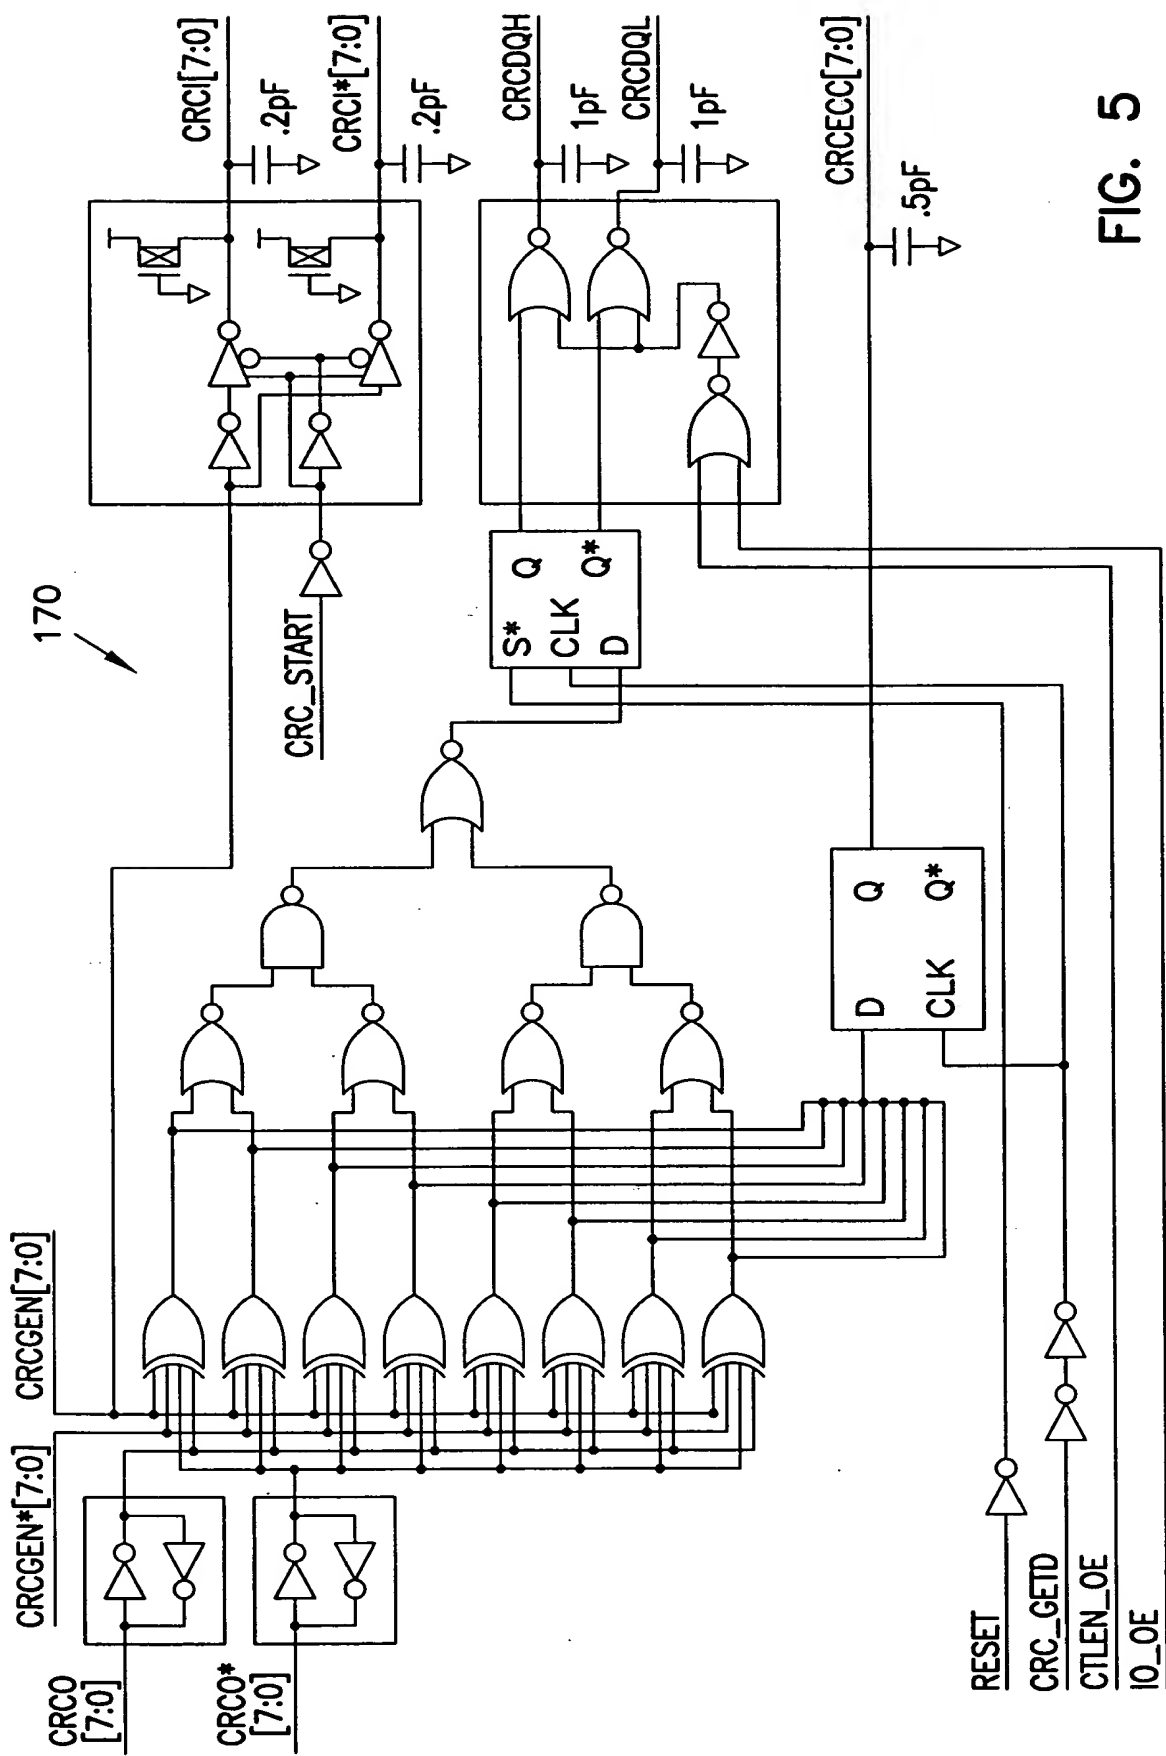 170
CRCGEN[7:0]
CRCGEN*[7:0]
CRCO
[7:0]
CRCO*
[7:0]
CRC_START
CRCI[7:0]
.2pF
CRCI*[7:0]
.2pF
S*
CLK
D
Q
Q*
CRCDQH
1pF
CRCDQL
1pF
D
CLK
Q
Q*
CRCECC[7:0]
.5pF
RESET
CRC_GETD
CTLEN_OE
IO_OE
FIG. 5